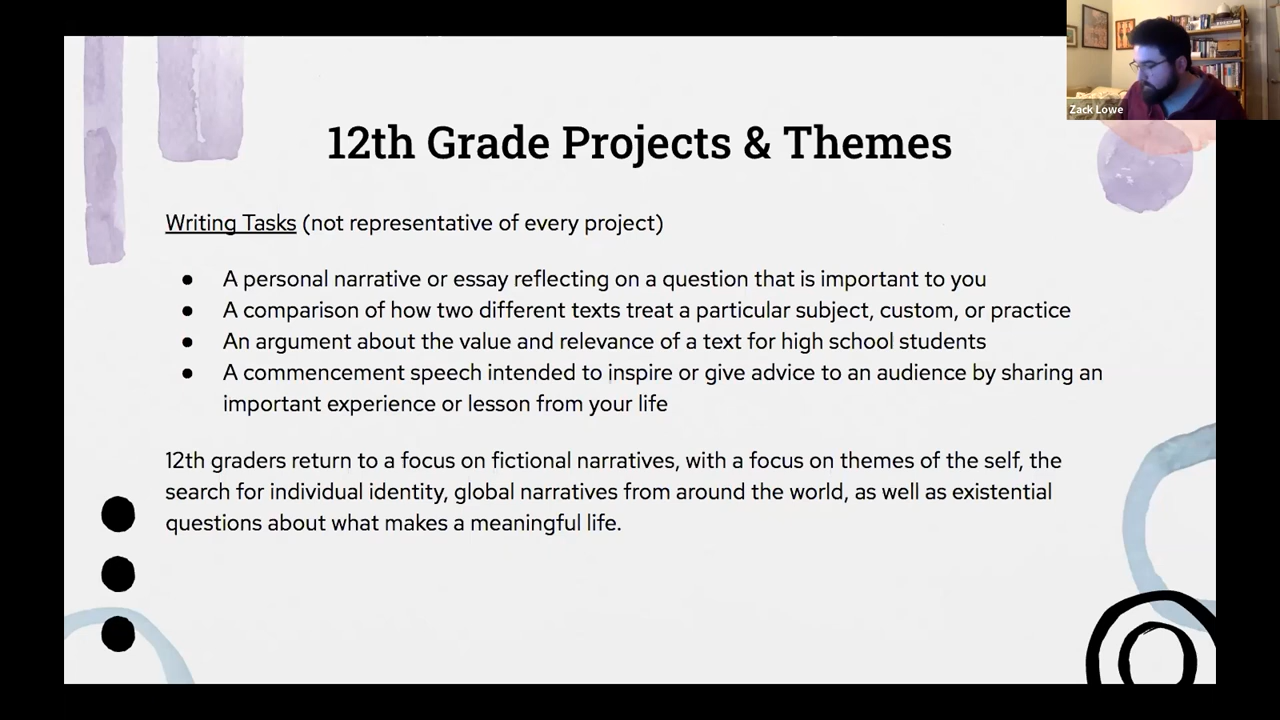 Zack Lowe
12th Grade Projects & Themes
Writing Tasks (not representative of every project)
● A personal narrative or essay reflecting on a question that is important to you
● A comparison of how two different texts treat a particular subject, custom, or practice
● An argument about the value and relevance of a text for high school students
● A commencement speech intended to inspire or give advice to an audience by sharing an
important experience or lesson from your life
12th graders return to a focus on fictional narratives, with a focus on themes of the self, the
search for individual identity, global narratives from around the world, as well as existential
questions about what makes a meaningful life.